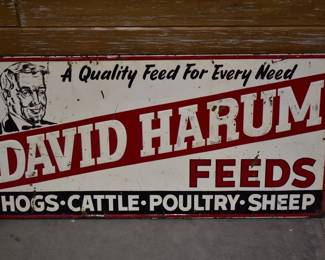 A Quality Feed For Every Need
DAVID HARUM
FEEDS
HOGS • CATTLE • POULTRY • SHEEP